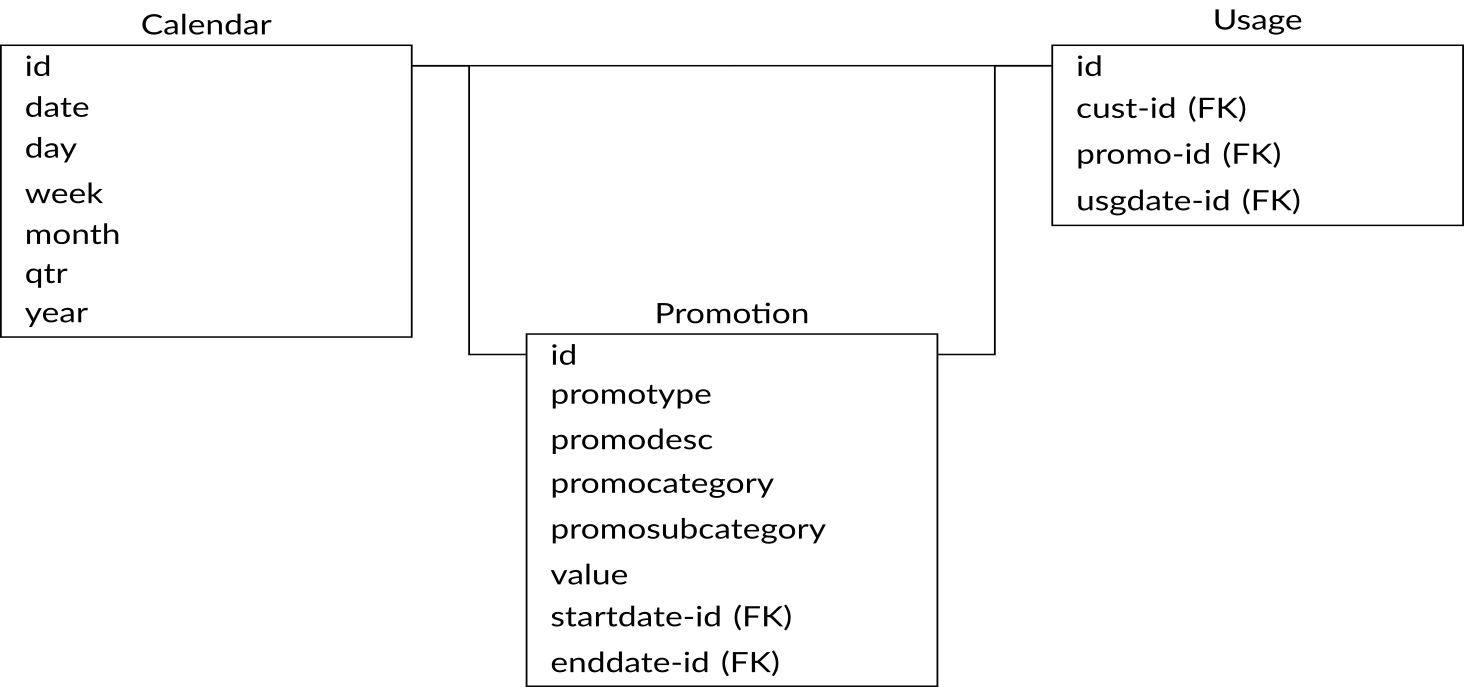 Calendar
id
date
day
week
month
qtr
year
Usage
id
cust-id (FK)
promo-id (FK)
usgdate-id (FK)
Promotion
id
promotype
promodesc
promocategory
promosubcategory
value
startdate-id (FK)
enddate-id (FK)